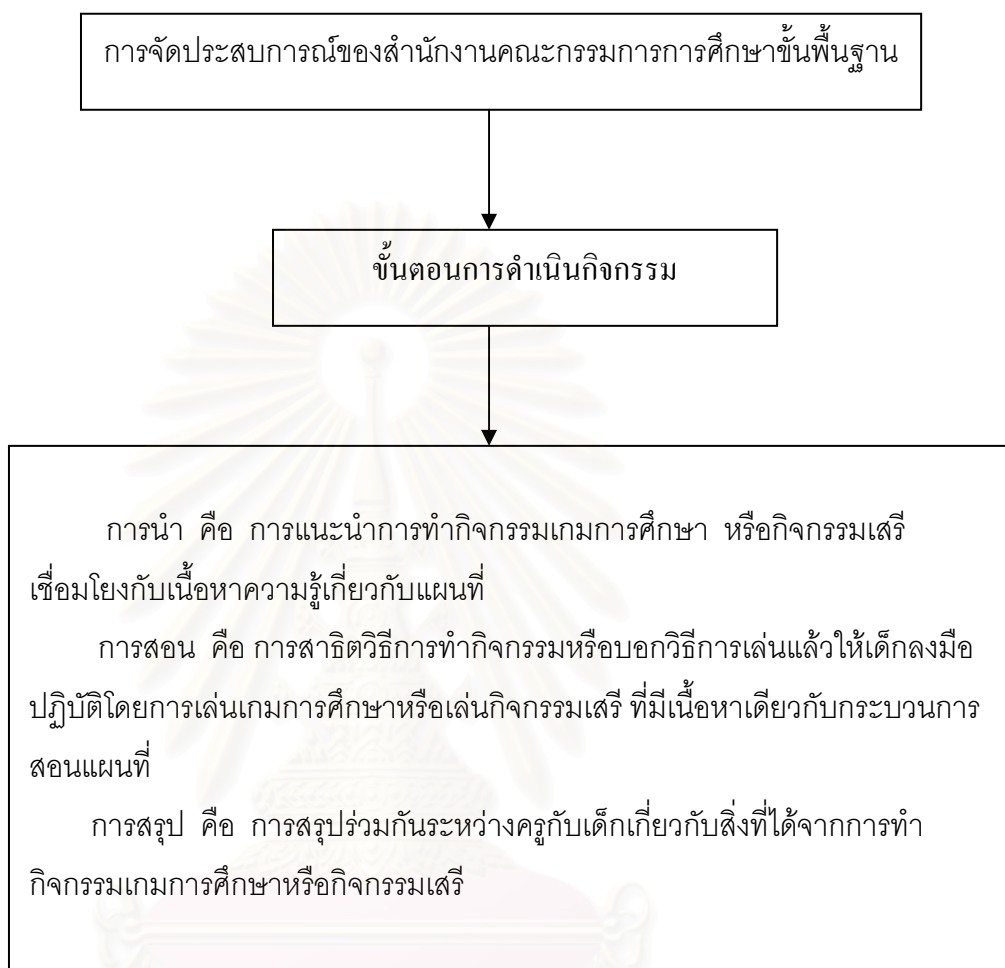 การจัดประสบการณ์ของสำนักงานคณะกรรมการการศึกษาขั้นพื้นฐาน
ขั้นตอนการดำเนินกิจกรรม
การนำ คือ การแนะนำการทำกิจกรรมเกมการศึกษา หรือกิจกรรมเสรี
เชื่อมโยงกับเนื้อหาความรู้เกี่ยวกับแผนที่
การสอน คือ การสาธิตวิธีการทำกิจกรรมหรือบอกวิธีการเล่นแล้วให้เด็กลงมือ
ปฏิบัติโดยการเล่นเกมการศึกษาหรือเล่นกิจกรรมเสรี ที่มีเนื้อหาเดียวกับกระบวนการ
สอนแผนที่
การสรุป คือ การสรุปร่วมกันระหว่างครูกับเด็กเกี่ยวกับสิ่งที่ได้จากการทำ
กิจกรรมเกมการศึกษาหรือกิจกรรมเสรี